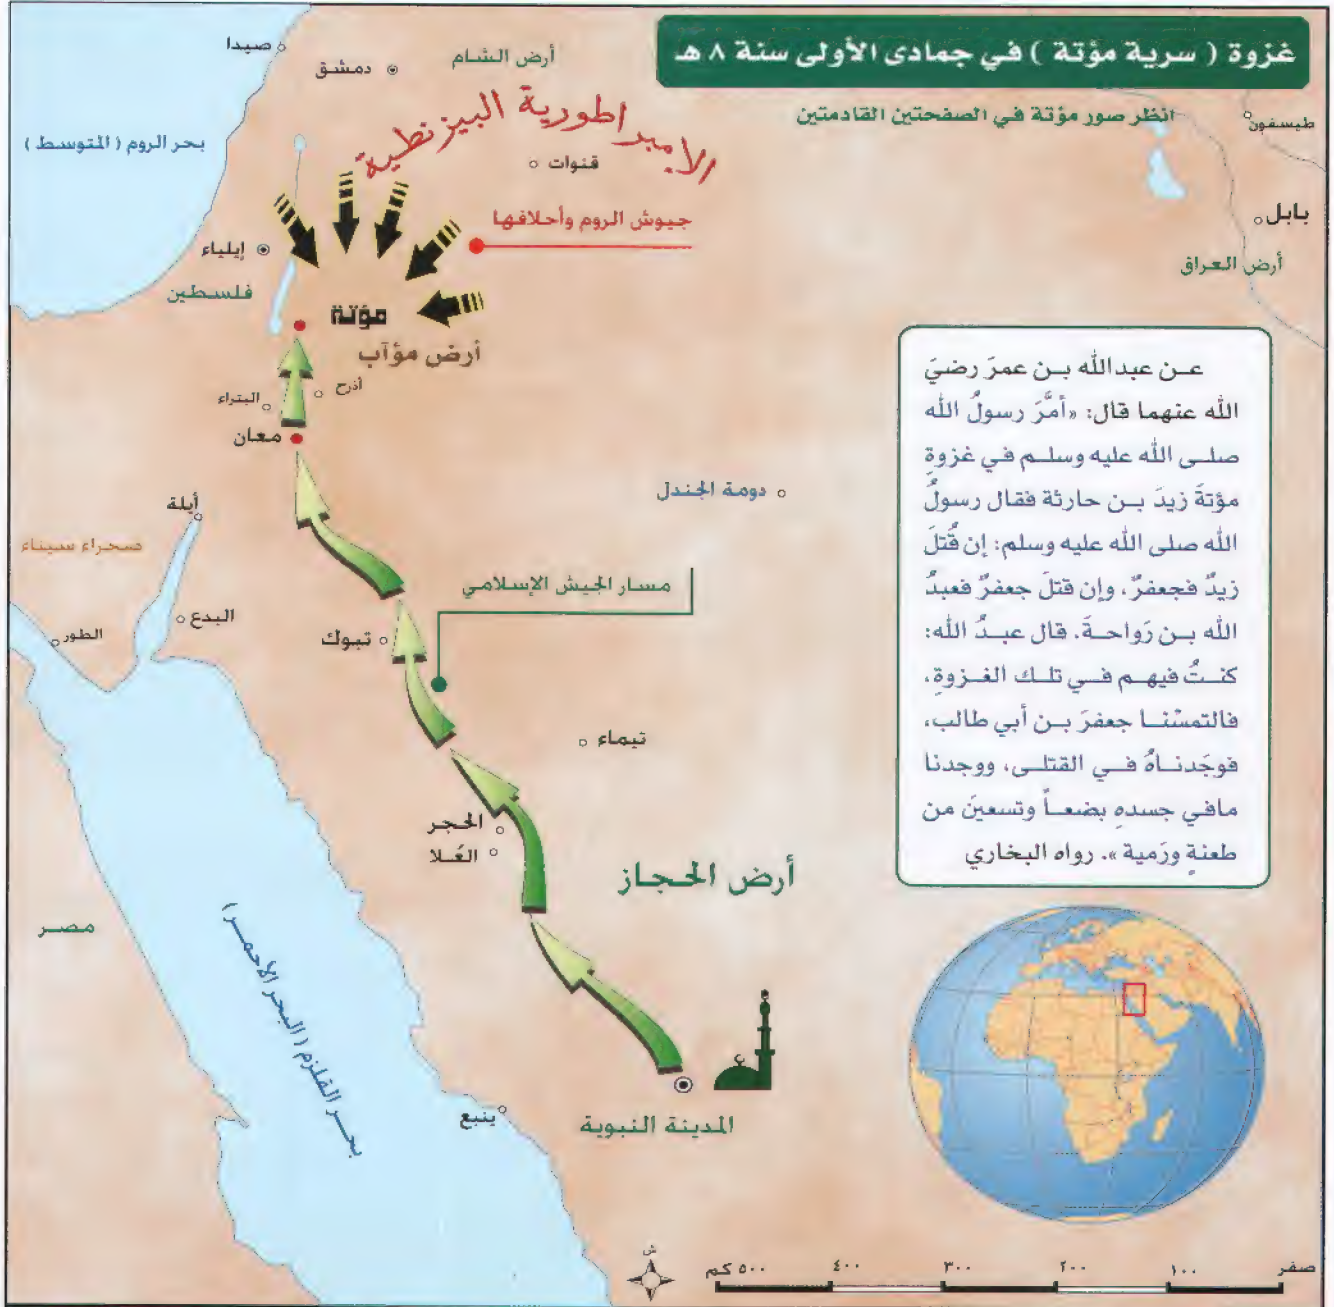 غزوة ( سرية مؤتة ) في جمادى الأولى سنة ٨ هـ
انظر صور مؤتة في الصفحتين القادمتين
صيدا
دمشق
أرض الشام
الامبراطورية البيزنطية
بحر الروم ( المتوسط )
قنوات
طيسفون
بابل
أرض العراق
جيوش الروم وأحلافها
إيلياء
فلسطين
مؤتة
أرض مؤآب
أذرح
البتراء
معان
دومة الجندل
أيلة
صحراء سيناء
مسار الجيش الإسلامي
البدع
الطور
تبوك
تيماء
الحجر
العُلا
أرض الحجاز
مصر
بحر القلزم ( البحر الأحمر )
ينبع
المدينة النبوية
عن عبدالله بن عمرَ رضيَ
الله عنهما قال: «أمَّرَ رسولُ الله
صلى الله عليه وسلم في غزوةِ
مؤتةَ زيدَ بن حارثة فقال رسولُ
الله صلى الله عليه وسلم: إن قُتلَ
زيدٌ فجعفرٌ، وإن قتلَ جعفرٌ فعبدُ
الله بن رَواحةَ. قال عبدُ الله:
كنتُ فيهم في تلك الغزوةِ،
فالتمسْنا جعفرَ بن أبي طالب،
فوجَدناهُ في القتلى، ووجدنا
مافي جسدهِ بضعاً وتسعينَ من
طعنةٍ ورَمية». رواه البخاري
ش
صفر ١٠٠ ٢٠٠ ٣٠٠ ٤٠٠ ٥٠٠ كم